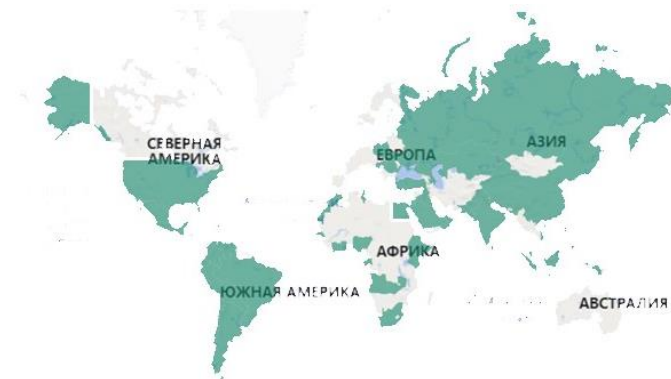 СЕВЕРНАЯ
АМЕРИКА
ЕВРОПА
АЗИЯ
АФРИКА
ЮЖНАЯ АМЕРИКА
АВСТРАЛИЯ